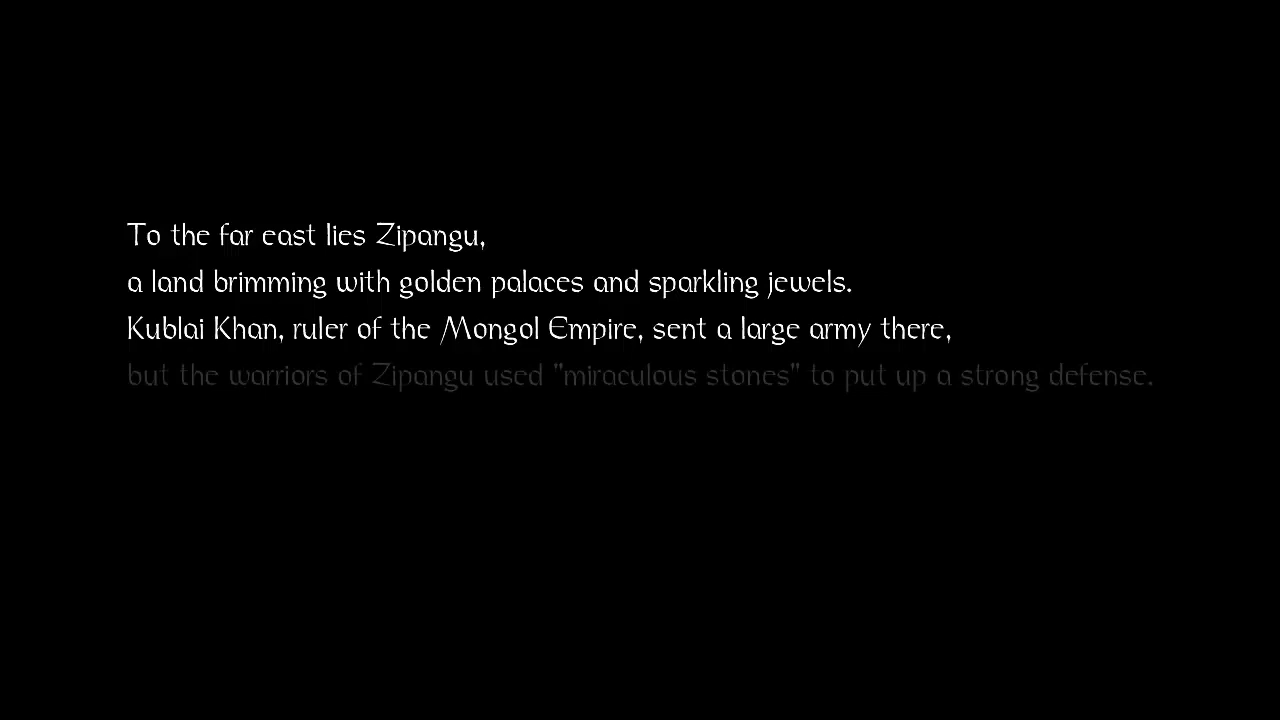 To the far east lies Zipangu,
a land brimming with golden palaces and sparkling jewels.
Kublai Khan, ruler of the Mongol Empire, sent a large army there,
but the warriors of Zipangu used "miraculous stones" to put up a strong defense.